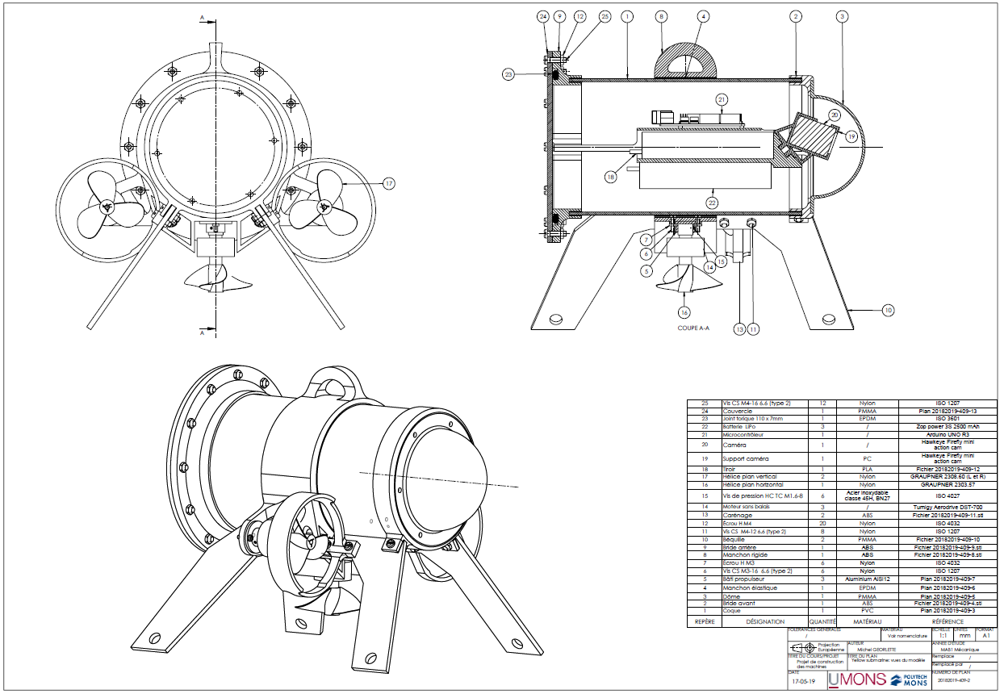 A
A
17
24
9
12
25
1
8
4
2
3
23
21
20
19
18
22
7
6
5
15
14
16
10
13
11
COUPE A-A
25 Vis CS M4-16 6.6 (type 2) 12 Nylon ISO 1207
24 Couvercle 1 PMMA Plan 20182019-409-13
23 Joint torique 110 x 7mm 1 EPDM ISO 3601
22 Batterie LiPo 3 / Zop power 3S 2500 mAh
21 Microcontrôleur 1 / Arduino UNO R3
20 Caméra 1 / Hawkeye Firefly mini
action cam
19 Support caméra 1 PC Hawkeye Firefly mini
action cam
18 Tiroir 1 PLA Fichier 20182019-409-12
17 Hélice plan vertical 2 Nylon GRAUPNER 2308.60 (L et R)
16 Hélice plan horizontal 1 Nylon GRAUPNER 2303.57
15 Vis de pression HC TC M1.6-8 6 Acier inoxydable
classe 45H, BN27 ISO 4027
14 Moteur sans balais 3 / Turnigy Aerodrive DST-700
13 Carénage 2 ABS Fichier 20182019-409-11.stl
12 Écrou H M4 20 Nylon ISO 4032
11 Vis CS M4-12 6.6 (type 2) 8 Nylon ISO 1207
10 Béquille 2 PMMA Fichier 20182019-409-10
9 Bride arrière 1 ABS Fichier 20182019-409-9.stl
8 Manchon rigide 1 ABS Fichier 20182019-409-8.stl
7 Ecrou H M3 6 Nylon ISO 4032
6 Vis CS M3-16 6.6 (type 2) 6 Nylon ISO 1207
5 Bâti propulseur 3 Aluminium AlSi12 Plan 20182019-409-7
4 Manchon élastique 1 EPDM Plan 20182019-409-6
3 Dôme 1 PMMA Plan 20182019-409-5
2 Bride avant 1 ABS Fichier 20182019-409-4.stl
1 Coque 1 PVC Plan 20182019-409-3
REPÈRE DÉSIGNATION QUANTITÉ MATÉRIAU RÉFÉRENCE
TOLÉRANCES GÉNÉRALES
/
MATÉRIAU
Voir nomenclature
ECHELLE
1:1
UNITÉS
mm
FORMAT
A1
Projection
Européenne
AUTEUR
Michel GEORLETTE
ANNÉE D'ÉTUDE
MAB1 Mécanique
TITRE DU COURS/PROJET
Projet de construction
des machines
TITRE DU PLAN
Yellow submarine: vues du modèle
Remplace /
Remplacé par /
DATE
17-05-19
UMONS
POLYTECH
MONS
NUMÉRO DE PLAN
20182019-409-2